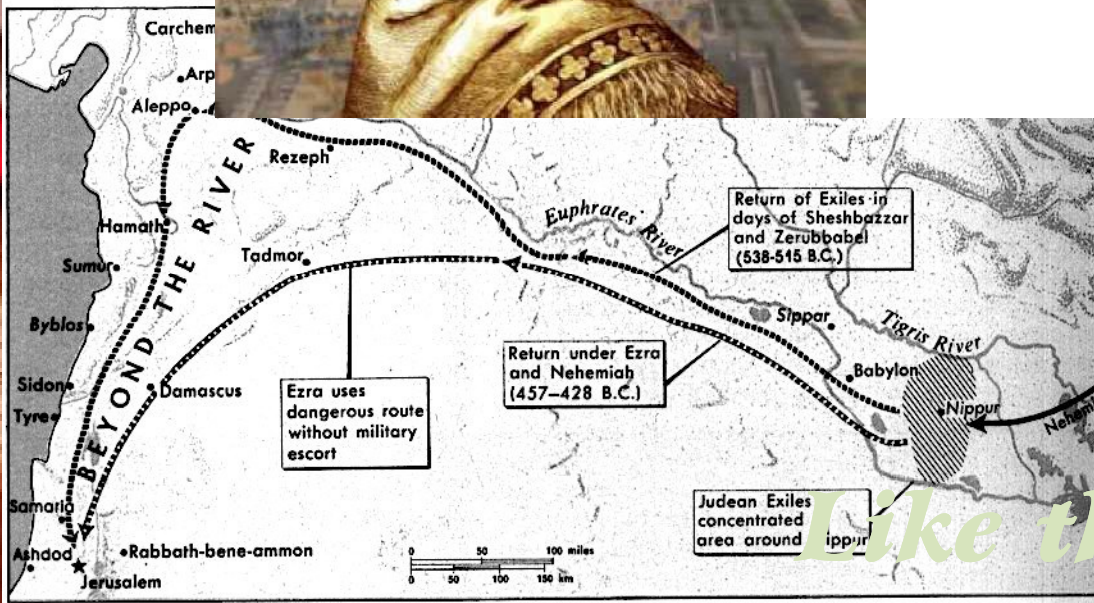 Carchem
Arp
Aleppo
Rezeph
BEYOND THE RIVER
Hamath
Tadmor
Sumur
Byblos
Sidon
Tyre
Damascus
Euphrates River
Return of Exiles in
days of Sheshbazzar
and Zerubbabel
(538-515 B.C.)
Sippar
Tigris River
Babylon
Nippur
Nehemi
Return under Ezra
and Nehemiah
(457–428 B.C.)
Ezra uses
dangerous route
without military
escort
Judean Exiles
concentrated
area around ippur
Like th
Samaria
Ashdod
Jerusalem
Rabbath-bene-ammon
0 50 100 miles
0 50 100 150 km